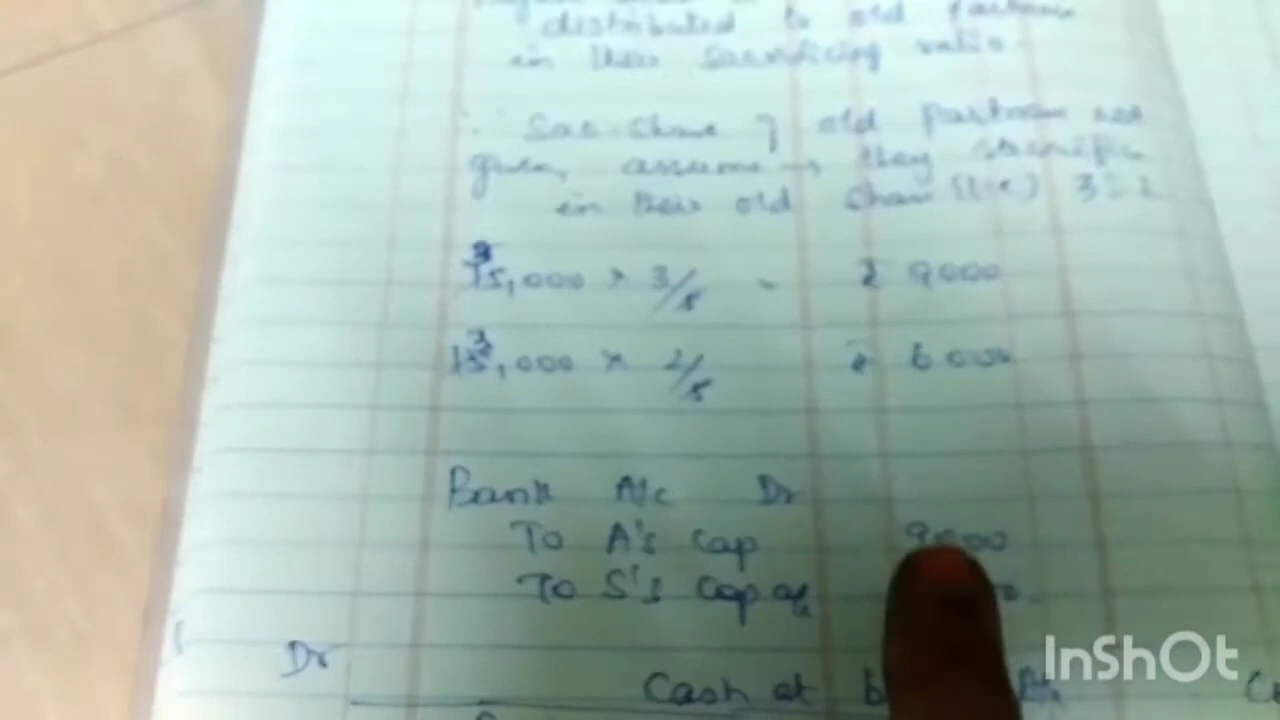 distributed to old partners
in their sacrificing ratio.
∵ Sac. share of old partners not
given, assume → they sacrifice
in their old share (i.e) 3:2
15,000 × 3/5 - ₹ 9000
3
15,000 × 2/5 ₹ 6000
3
Bank A/c Dr
To A's cap 9000
To S's cap a/c
Dr
Cash at
InShOt